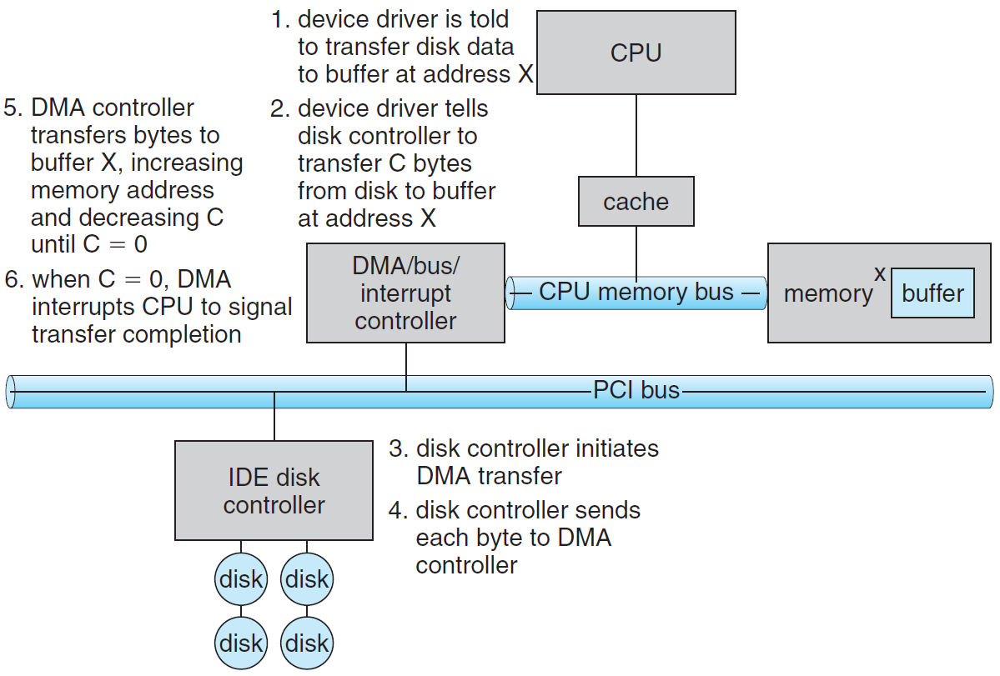 1. device driver is told
to transfer disk data
to buffer at address X
CPU
5. DMA controller
transfers bytes to
buffer X, increasing
memory address
and decreasing C
until C = 0
2. device driver tells
disk controller to
transfer C bytes
from disk to buffer
at address X
cache
6. when C = 0, DMA
interrupts CPU to signal
transfer completion
DMA/bus/
interrupt
controller
CPU memory bus
memory
x
buffer
PCI bus
IDE disk
controller
3. disk controller initiates
DMA transfer
4. disk controller sends
each byte to DMA
controller
disk
disk
disk
disk